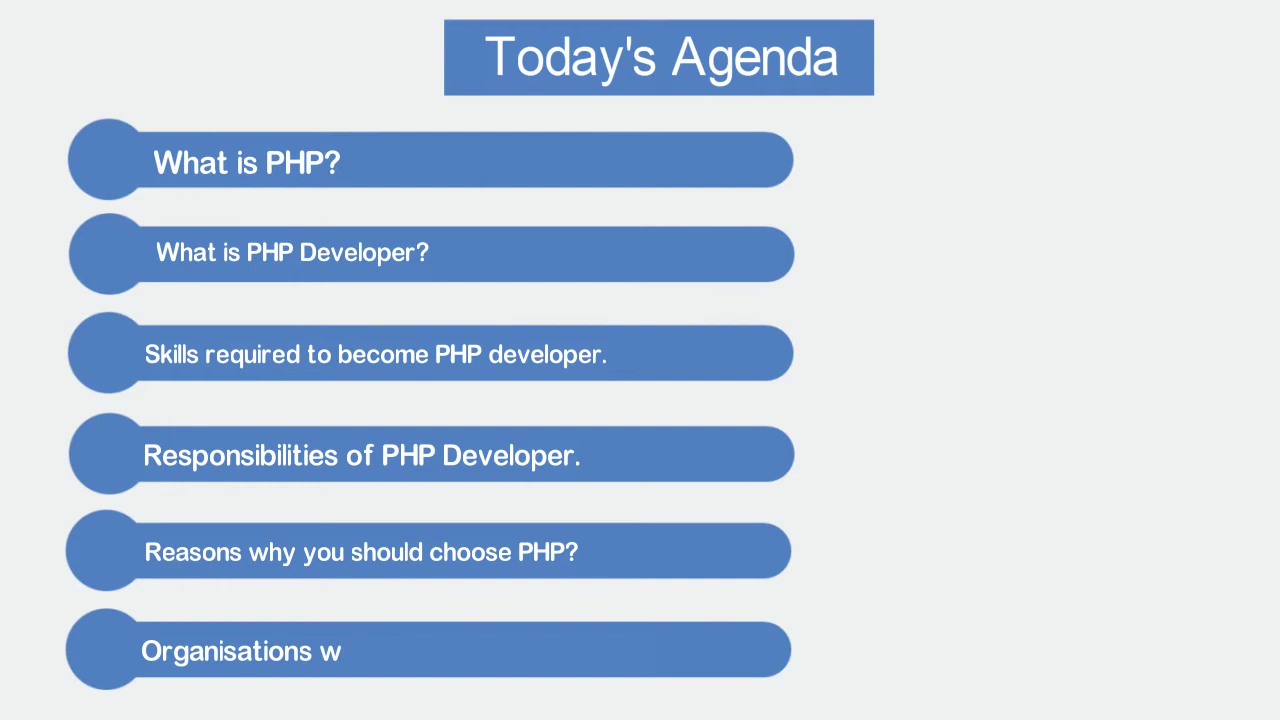 Today's Agenda
What is PHP?
What is PHP Developer?
Skills required to become PHP developer.
Responsibilities of PHP Developer.
Reasons why you should choose PHP?
Organisations w